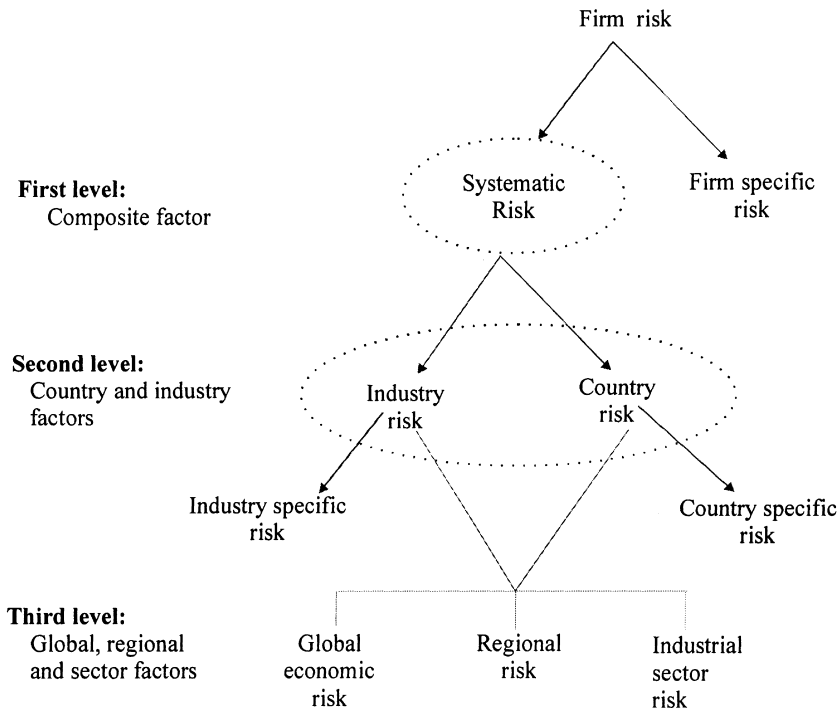 Firm risk
First level:
Composite factor
Systematic
Risk
Firm specific
risk
Second level:
Country and industry
factors
Industry
risk
Country
risk
Industry specific
risk
Country specific
risk
Third level:
Global, regional
and sector factors
Global
economic
risk
Regional
risk
Industrial
sector
risk